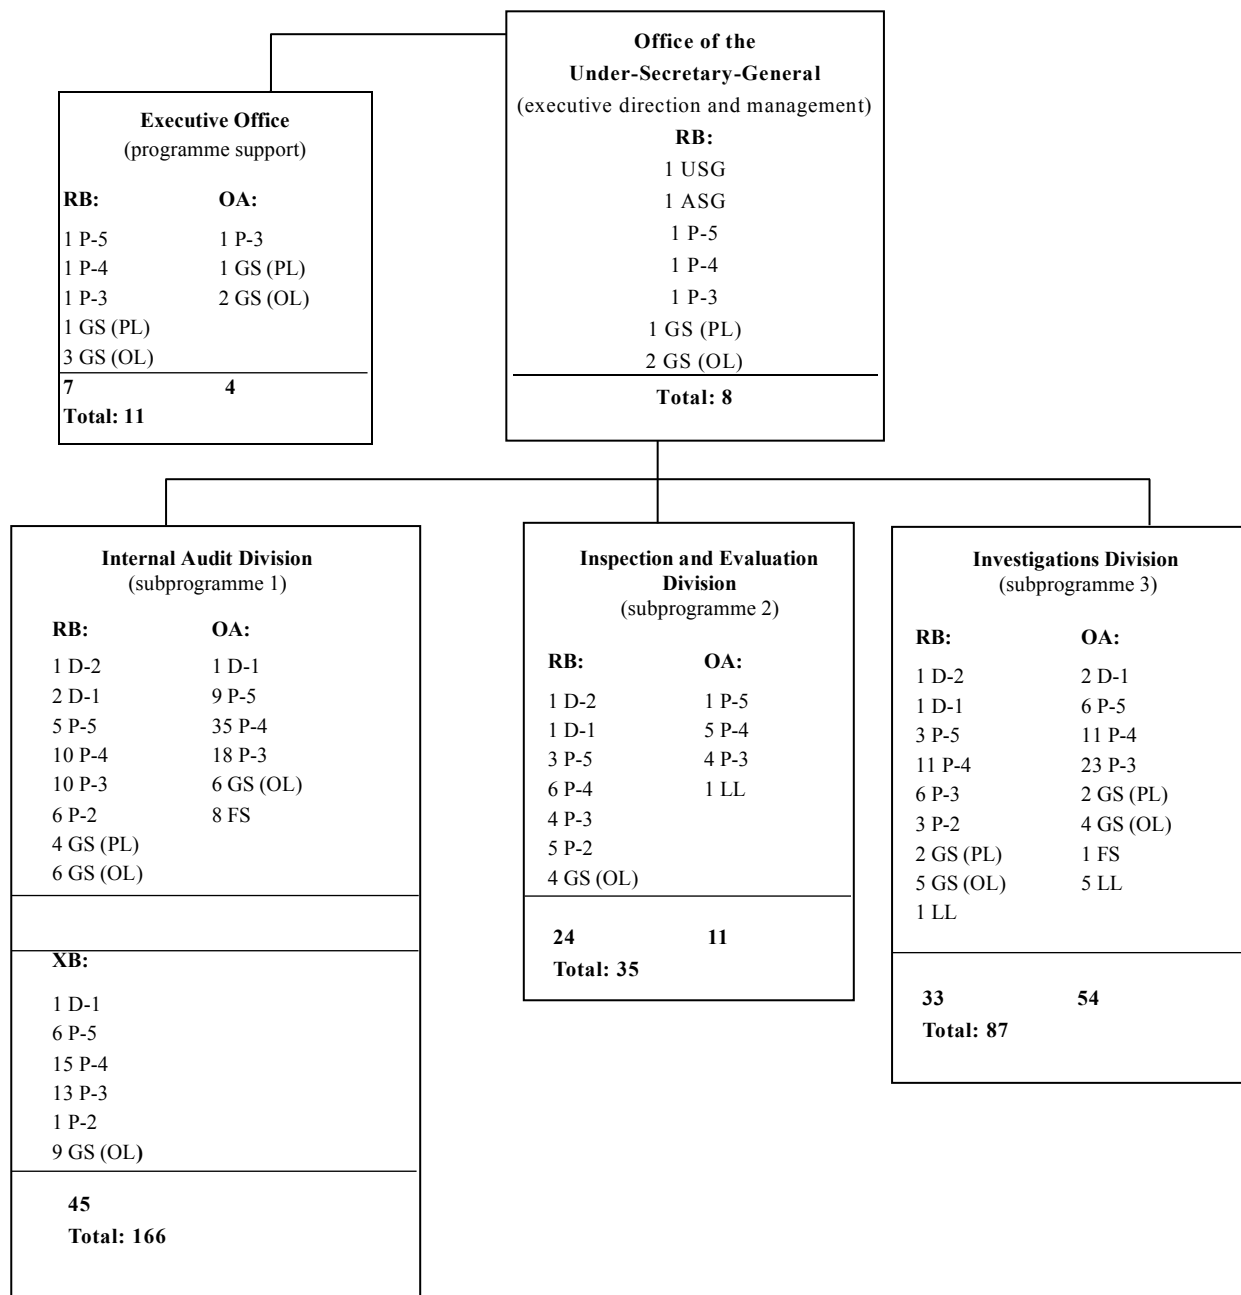 Office of the
Under-Secretary-General
(executive direction and management)
RB:
1 USG
1 ASG
1 P-5
1 P-4
1 P-3
1 GS (PL)
2 GS (OL)
Total: 8
Executive Office
(programme support)
RB: OA:
1 P-5 1 P-3
1 P-4 1 GS (PL)
1 P-3 2 GS (OL)
1 GS (PL)
3 GS (OL)
7 4
Total: 11
Internal Audit Division
(subprogramme 1)
RB: OA:
1 D-2 1 D-1
2 D-1 9 P-5
5 P-5 35 P-4
10 P-4 18 P-3
10 P-3 6 GS (OL)
6 P-2 8 FS
4 GS (PL)
6 GS (OL)
XB:
1 D-1
6 P-5
15 P-4
13 P-3
1 P-2
9 GS (OL)
45
Total: 166
Inspection and Evaluation
Division
(subprogramme 2)
RB: OA:
1 D-2 1 P-5
1 D-1 5 P-4
3 P-5 4 P-3
6 P-4 1 LL
4 P-3
5 P-2
4 GS (OL)
24 11
Total: 35
Investigations Division
(subprogramme 3)
RB: OA:
1 D-2 2 D-1
1 D-1 6 P-5
3 P-5 11 P-4
11 P-4 23 P-3
6 P-3 2 GS (PL)
3 P-2 4 GS (OL)
2 GS (PL) 1 FS
5 GS (OL) 5 LL
1 LL
33 54
Total: 87